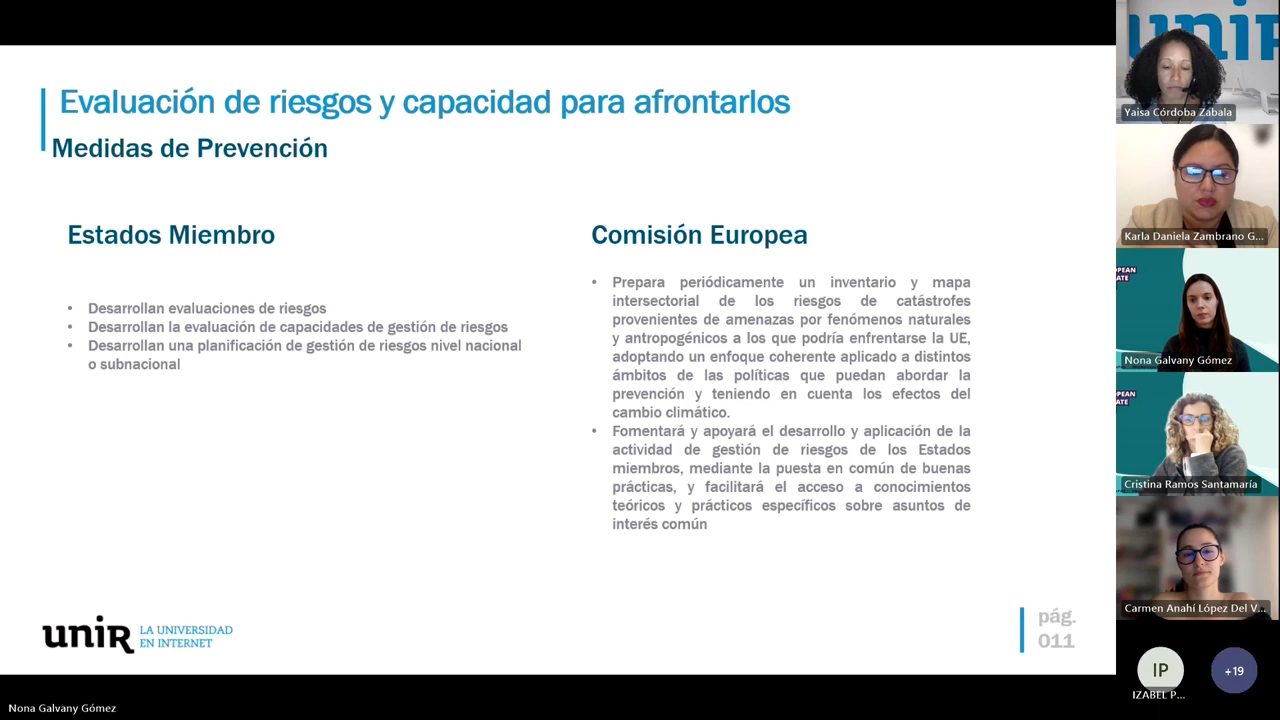 Evaluación de riesgos y capacidad para afrontarlos
Medidas de Prevención
Estados Miembro
• Desarrollan evaluaciones de riesgos
• Desarrollan la evaluación de capacidades de gestión de riesgos
• Desarrollan una planificación de gestión de riesgos nivel nacional
o subnacional
Comisión Europea
• Prepara periódicamente un inventario y mapa
intersectorial de los riesgos de catástrofes
provenientes de amenazas por fenómenos naturales
y antropogénicos a los que podría enfrentarse la UE,
adoptando un enfoque coherente aplicado a distintos
ámbitos de las políticas que puedan abordar la
prevención y teniendo en cuenta los efectos del
cambio climático.
• Fomentará y apoyará el desarrollo y aplicación de la
actividad de gestión de riesgos de los Estados
miembros, mediante la puesta en común de buenas
prácticas, y facilitará el acceso a conocimientos
teóricos y prácticos específicos sobre asuntos de
interés común
unir
LA UNIVERSIDAD
EN INTERNET
pág.
011
Nona Galvany Gómez
unir
Yaisa Córdoba Zabala
Karla Daniela Zambrano G...
PEAN
ATE
Nona Galvany Gómez
PEAN
ATE
Cristina Ramos Santamaría
Carmen Anahí López Del V...
IP
IZABEL P...
+19